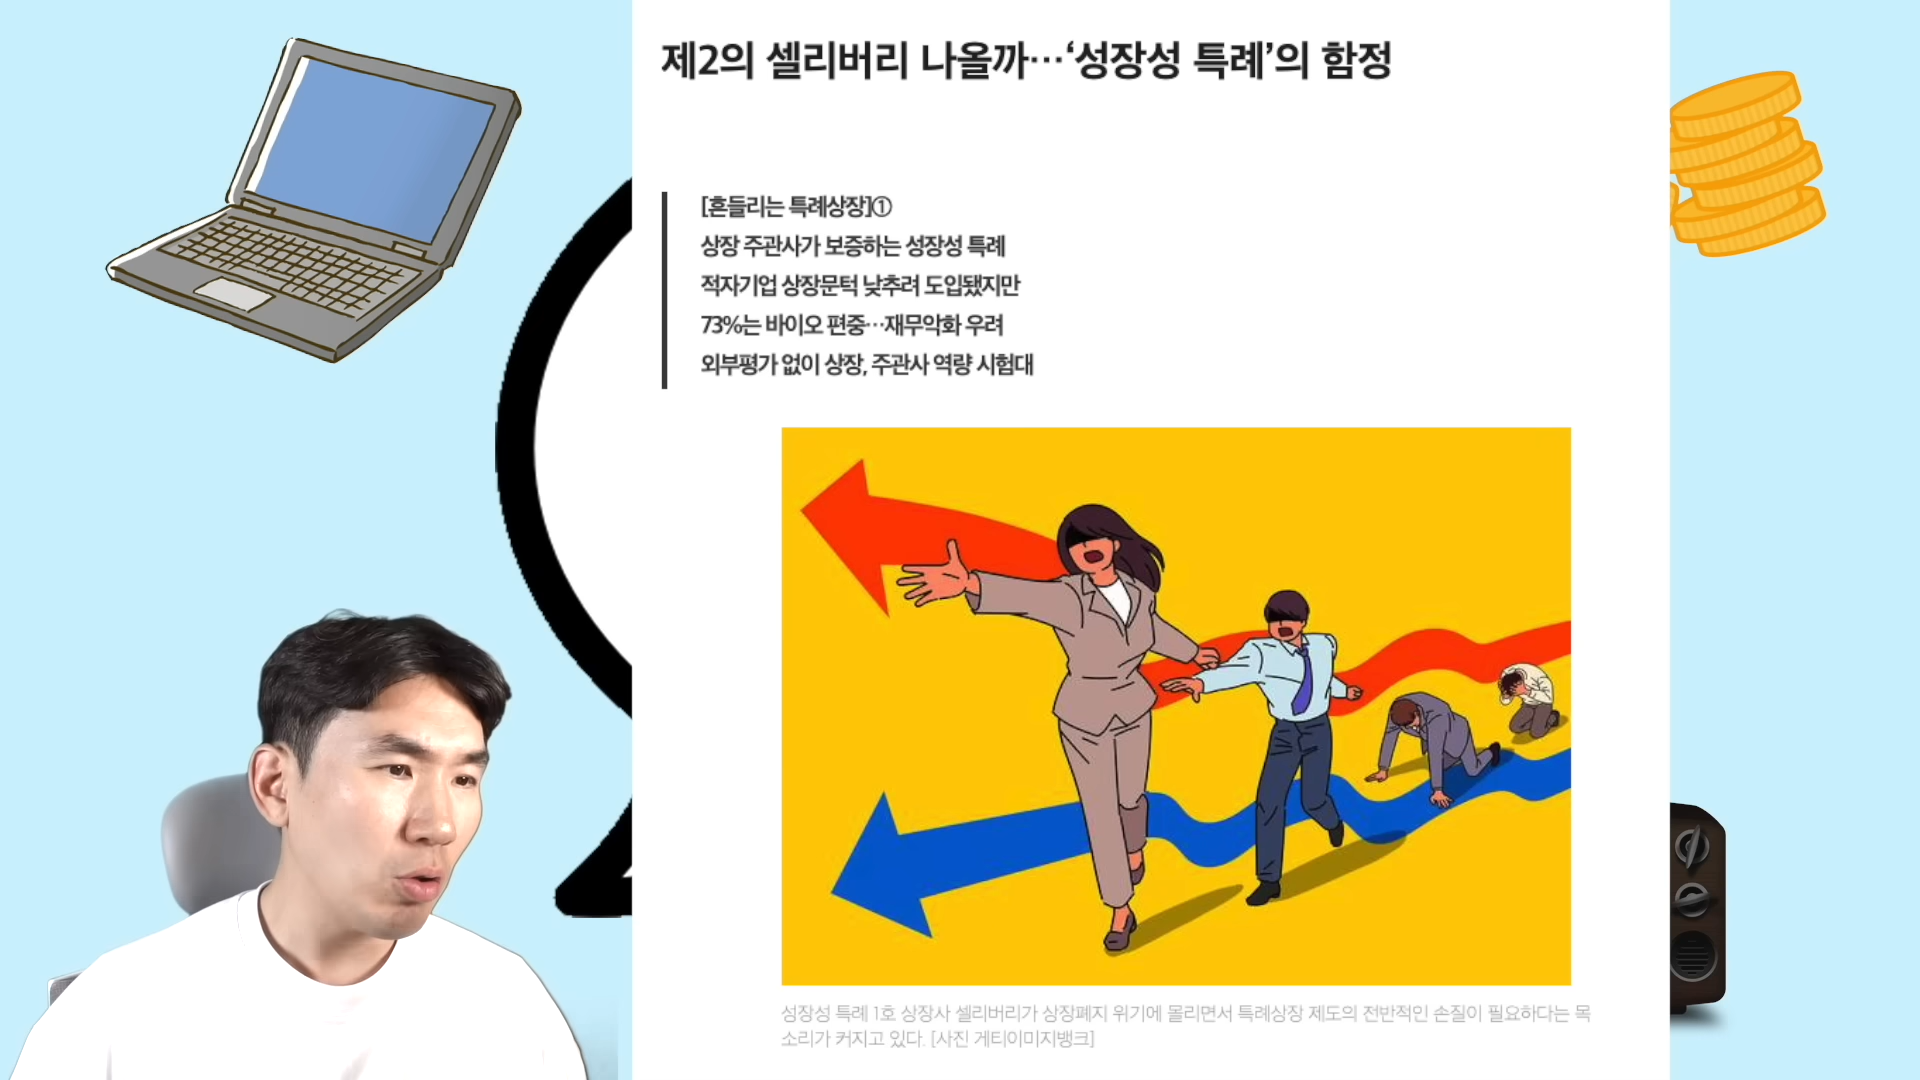 제2의 셀리버리 나올까…‘성장성 특례’의 함정
[흔들리는 특례상장]①
상장 주관사가 보증하는 성장성 특례
적자기업 상장문턱 낮추려 도입됐지만
73%는 바이오 편중…재무악화 우려
외부평가 없이 상장, 주관사 역량 시험대
성장성 특례 1호 상장사 셀리버리가 상장폐지 위기에 몰리면서 특례상장 제도의 전반적인 손질이 필요하다는 목
소리가 커지고 있다. [사진 게티이미지뱅크]